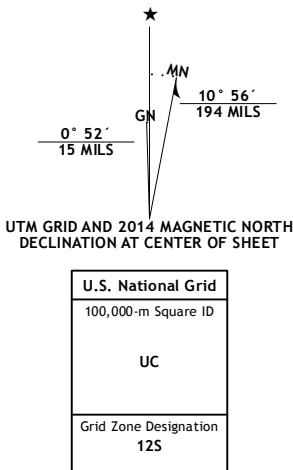 ★
MN
GN
10° 56´
194 MILS
0° 52´
15 MILS
UTM GRID AND 2014 MAGNETIC NORTH
DECLINATION AT CENTER OF SHEET
U.S. National Grid
100,000-m Square ID
UC
Grid Zone Designation
12S